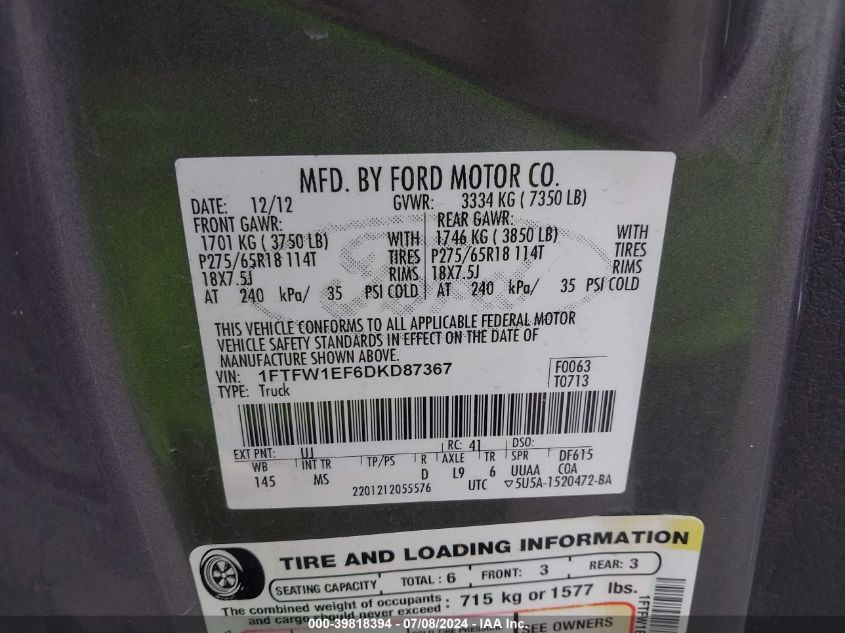 MFD. BY FORD MOTOR CO.
DATE: 12/12 GVWR: 3334 KG ( 7350 LB)
FRONT GAWR: REAR GAWR:
1701 KG ( 3750 LB) WITH 1746 KG ( 3850 LB) WITH
P275/65R18 114T TIRES P275/65R18 114T TIRES
18X7.5J RIMS 18X7.5J RIMS
AT 240 kPa/ 35 PSI COLD AT 240 kPa/ 35 PSI COLD
THIS VEHICLE CONFORMS TO ALL APPLICABLE FEDERAL MOTOR
VEHICLE SAFETY STANDARDS IN EFFECT ON THE DATE OF
MANUFACTURE SHOWN ABOVE.
VIN: 1FTFW1EF6DKD87367 F0063
TYPE: Truck T0713
EXT PNT: UJ RC: 41 DSO:
WB INT TR TP/PS R AXLE TR SPR DF615
145 MS D L9 6 UUAA COA
2201212055576 UTC 5U5A-1520472-BA
TIRE AND LOADING INFORMATION
SEATING CAPACITY TOTAL : 6 FRONT: 3 REAR: 3
The combined weight of occupants and cargo should never exceed : 715 kg or 1577 lbs.
SEE OWNERS
000-39818394 - 07/08/2024 - IAAI, Inc.